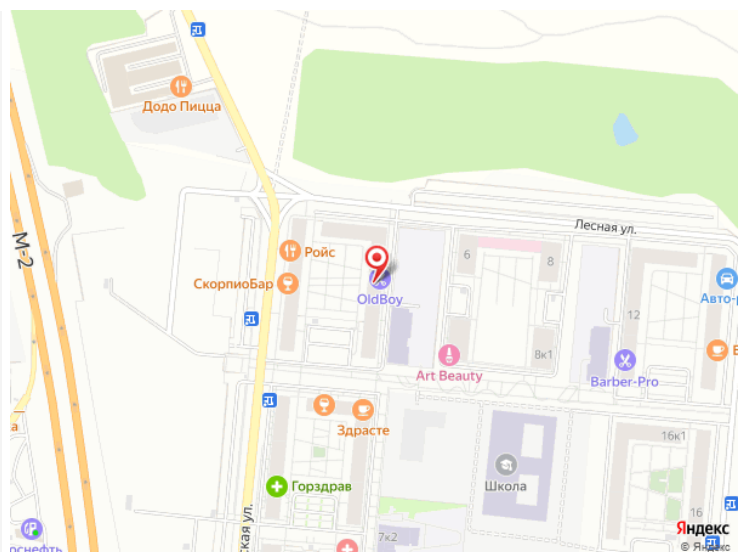 Додо Пицца
М-2
Лесная ул.
Ройс
6
8
СкорпиоБар
OldBoy
Авто-р
12
8к1
Art Beauty
Barber-Pro
Здрасте
16к1
Горздрав
Школа
16
ская ул.
7к2
роснефть
Яндекс
© Яндекс